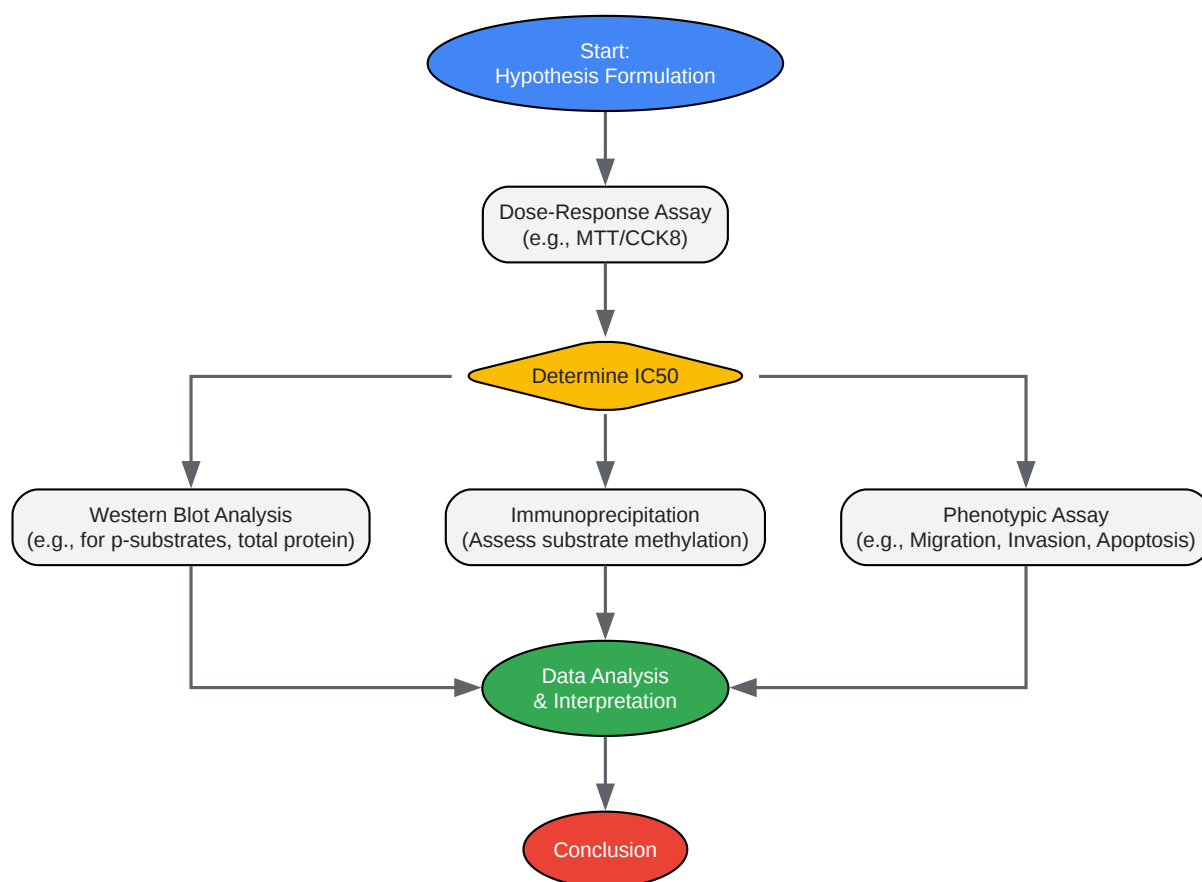 Start:
Hypothesis Formulation
Dose-Response Assay
(e.g., MTT/CCK8)
Determine IC50
Western Blot Analysis
(e.g., for p-substrates, total protein)
Immunoprecipitation
(Assess substrate methylation)
Phenotypic Assay
(e.g., Migration, Invasion, Apoptosis)
Data Analysis
& Interpretation
Conclusion